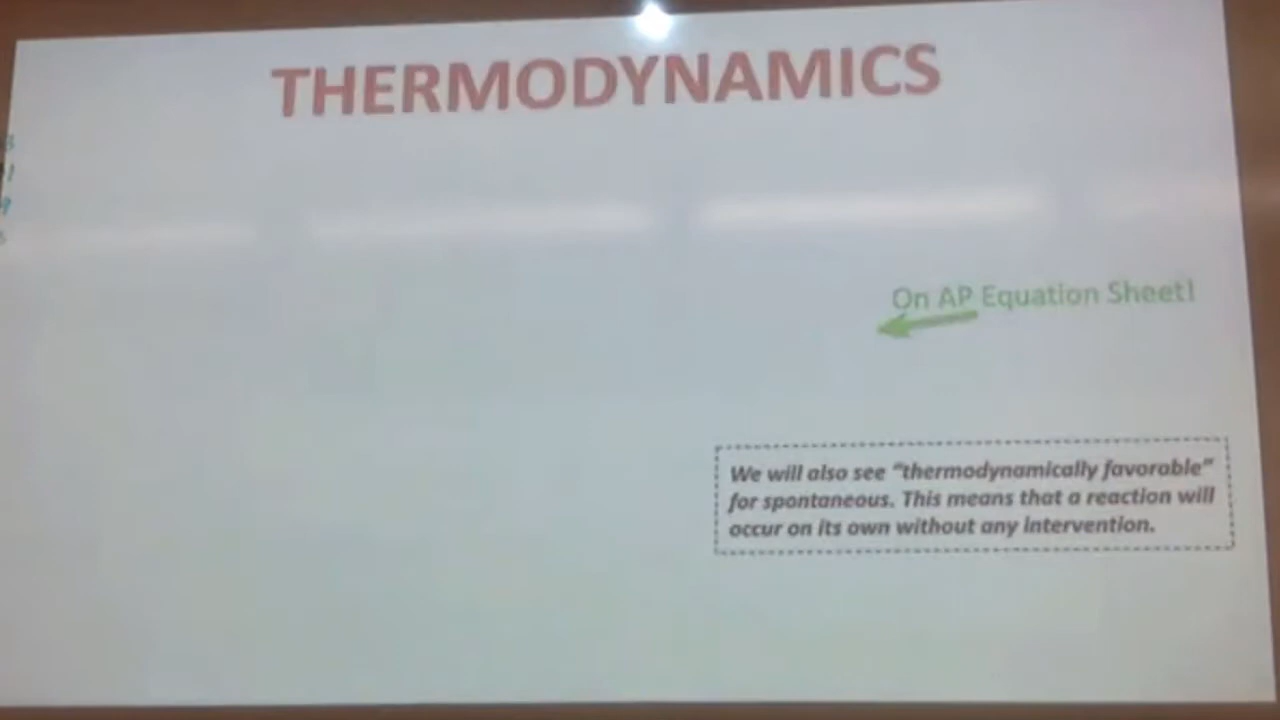 THERMODYNAMICS
On AP Equation Sheet!
We will also see “thermodynamically favorable”
for spontaneous. This means that a reaction will
occur on its own without any intervention.